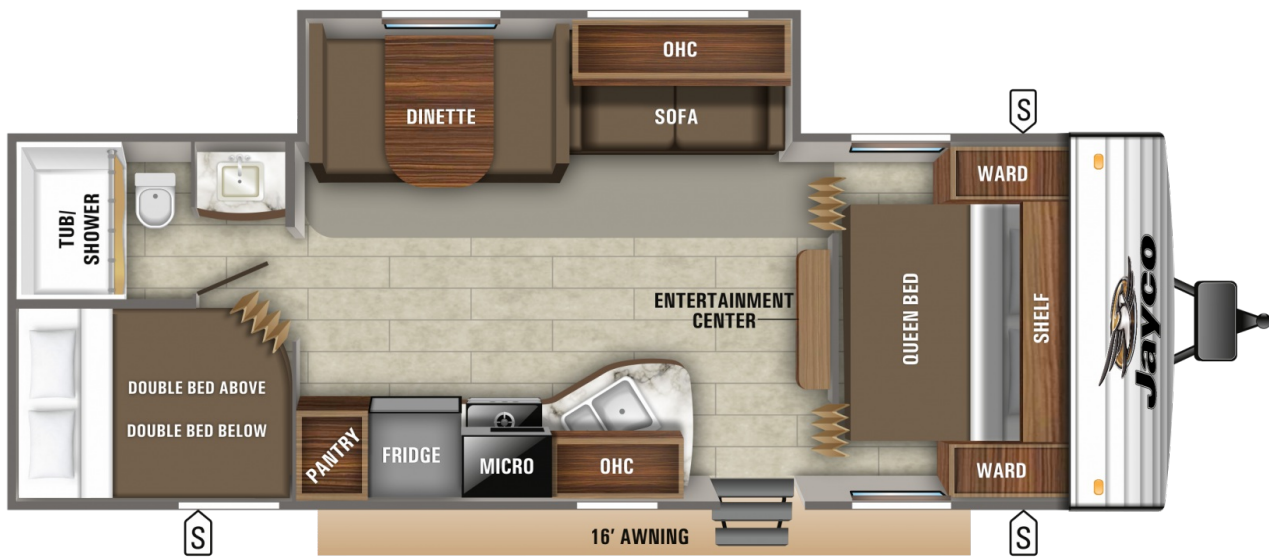 OHC
DINETTE
SOFA
S
WARD
TUB/
SHOWER
ENTERTAINMENT
CENTER
QUEEN BED
SHELF
Jayco
DOUBLE BED ABOVE
DOUBLE BED BELOW
PANTRY
FRIDGE
MICRO
OHC
WARD
S
16' AWNING
S